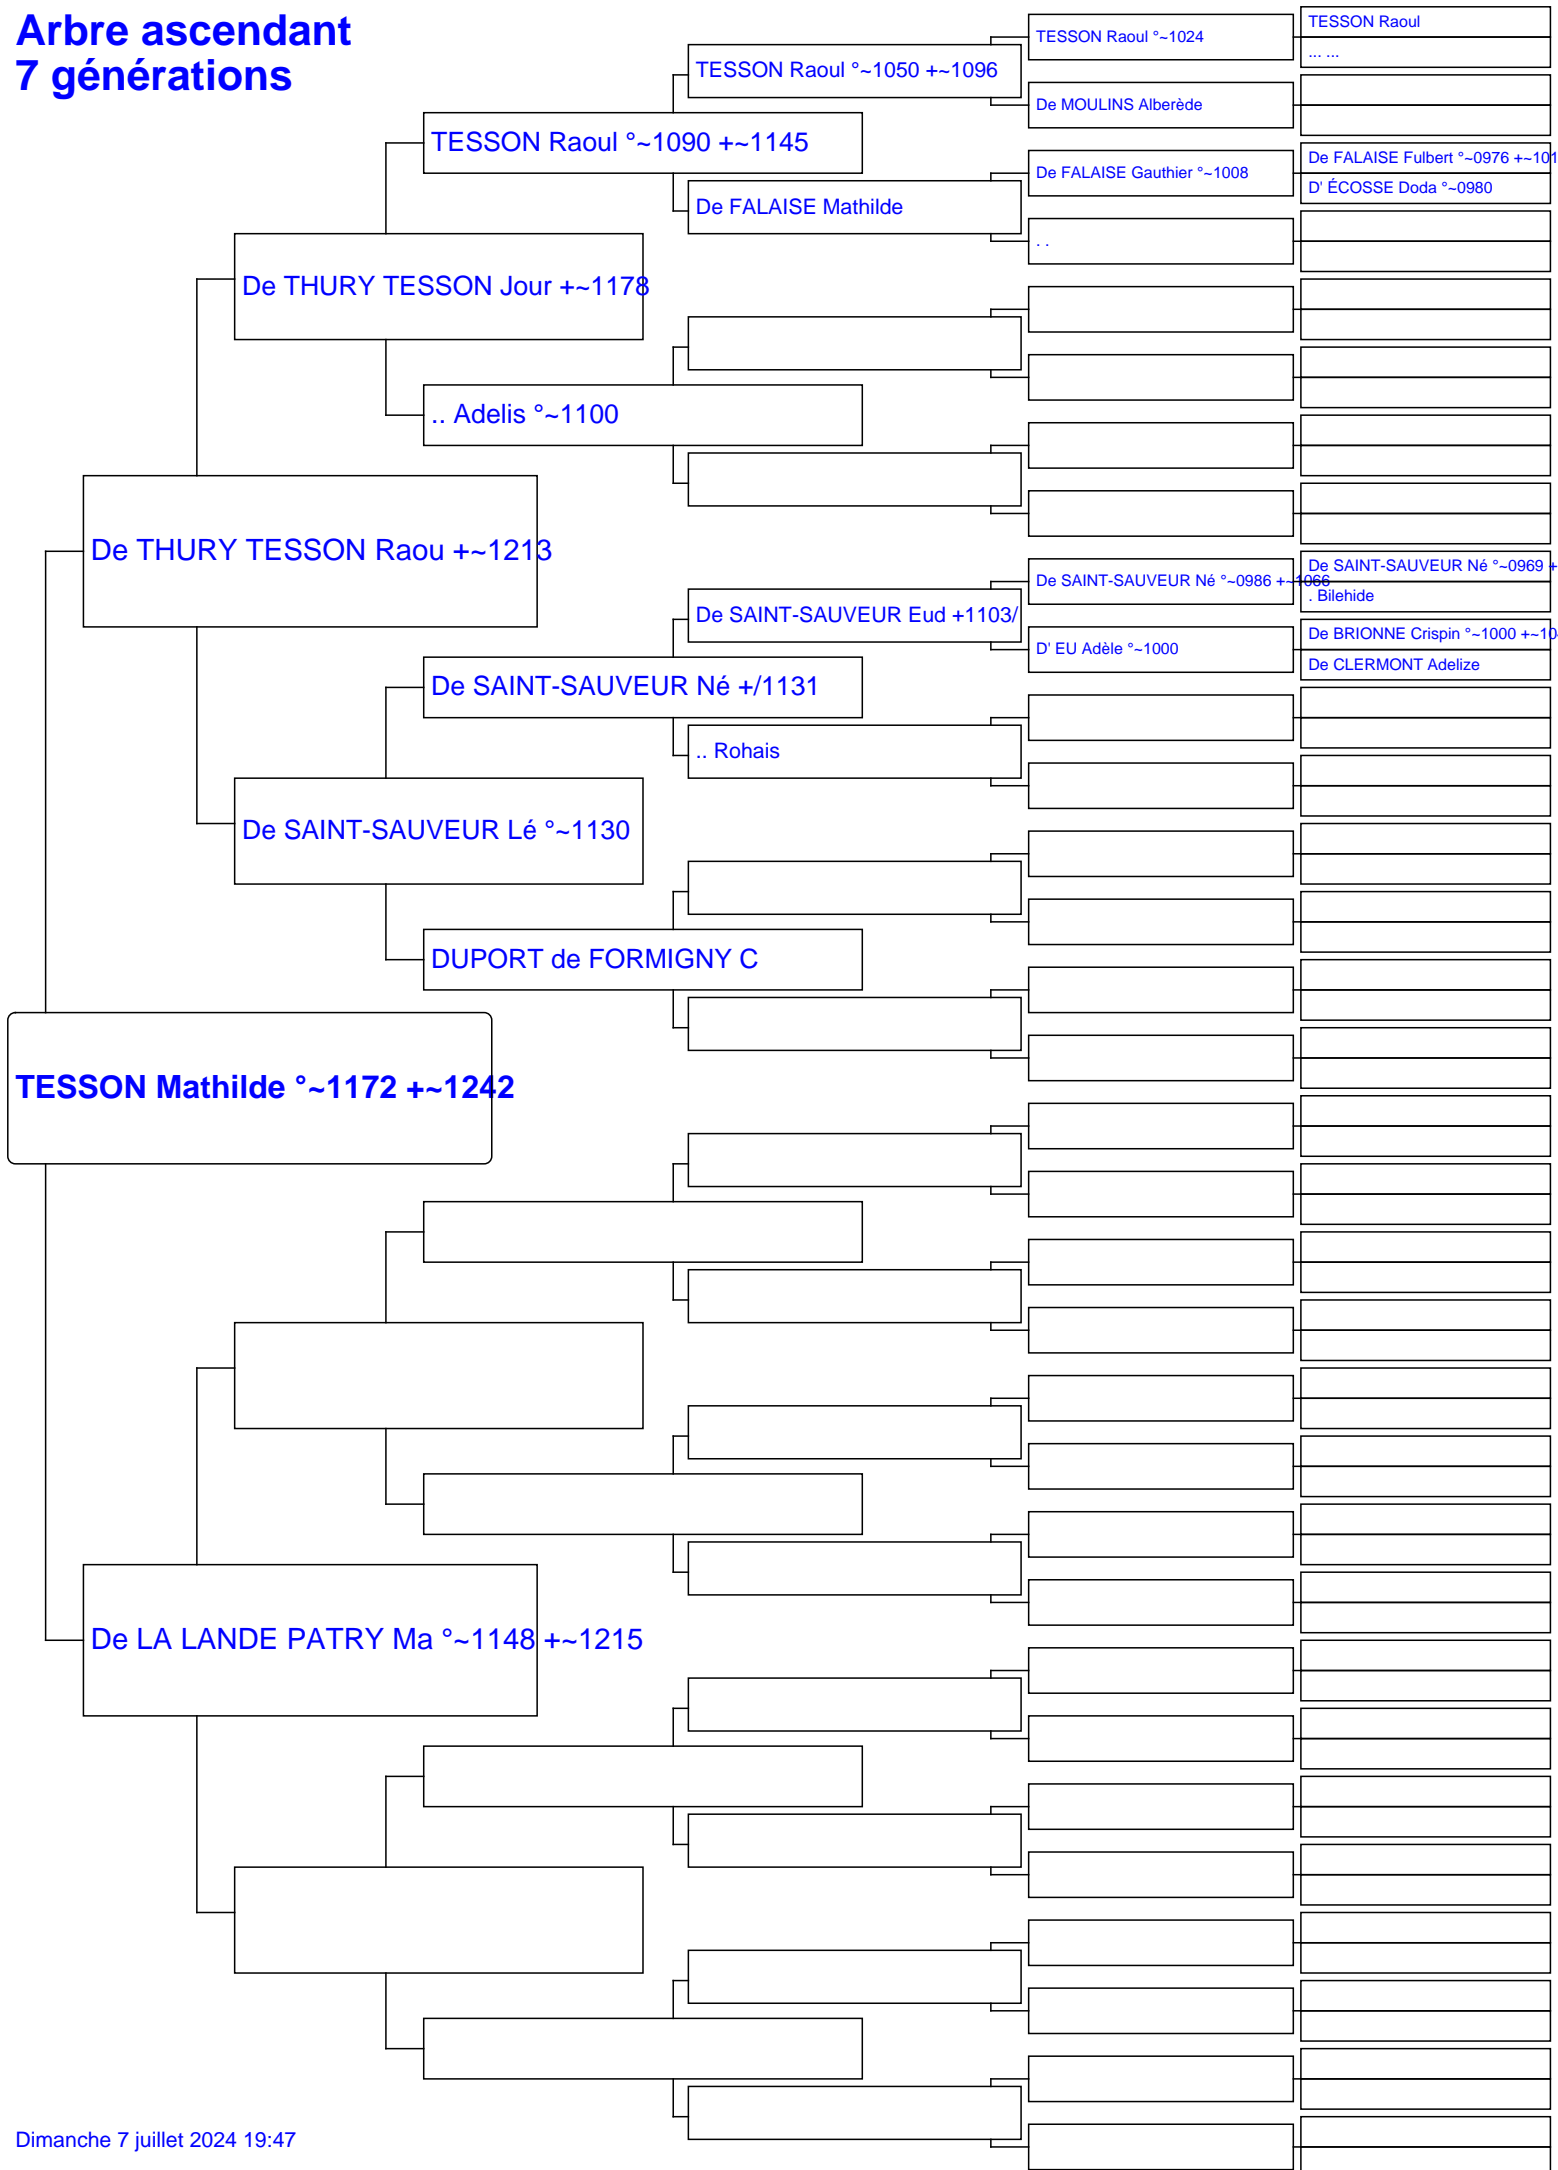 Arbre ascendant
7 générations
TESSON Raoul
TESSON Raoul °~1024
... ...
TESSON Raoul °~1050 +~1096
De MOULINS Alberède
TESSON Raoul °~1090 +~1145
De FALAISE Fulbert °~0976 +~101
De FALAISE Gauthier °~1008
D' ÉCOSSE Doda °~0980
De FALAISE Mathilde
. .
De THURY TESSON Jour +~1178
.. Adelis °~1100
De THURY TESSON Raou +~1213
De SAINT-SAUVEUR Né °~0969 +
De SAINT-SAUVEUR Né °~0986 +~1066
. Bilehide
De SAINT-SAUVEUR Eud +1103/
De BRIONNE Crispin °~1000 +~10
D' EU Adèle °~1000
De CLERMONT Adelize
De SAINT-SAUVEUR Né +/1131
.. Rohais
De SAINT-SAUVEUR Lé °~1130
DUPORT de FORMIGNY C
TESSON Mathilde °~1172 +~1242
De LA LANDE PATRY Ma °~1148 +~1215
Dimanche 7 juillet 2024 19:47